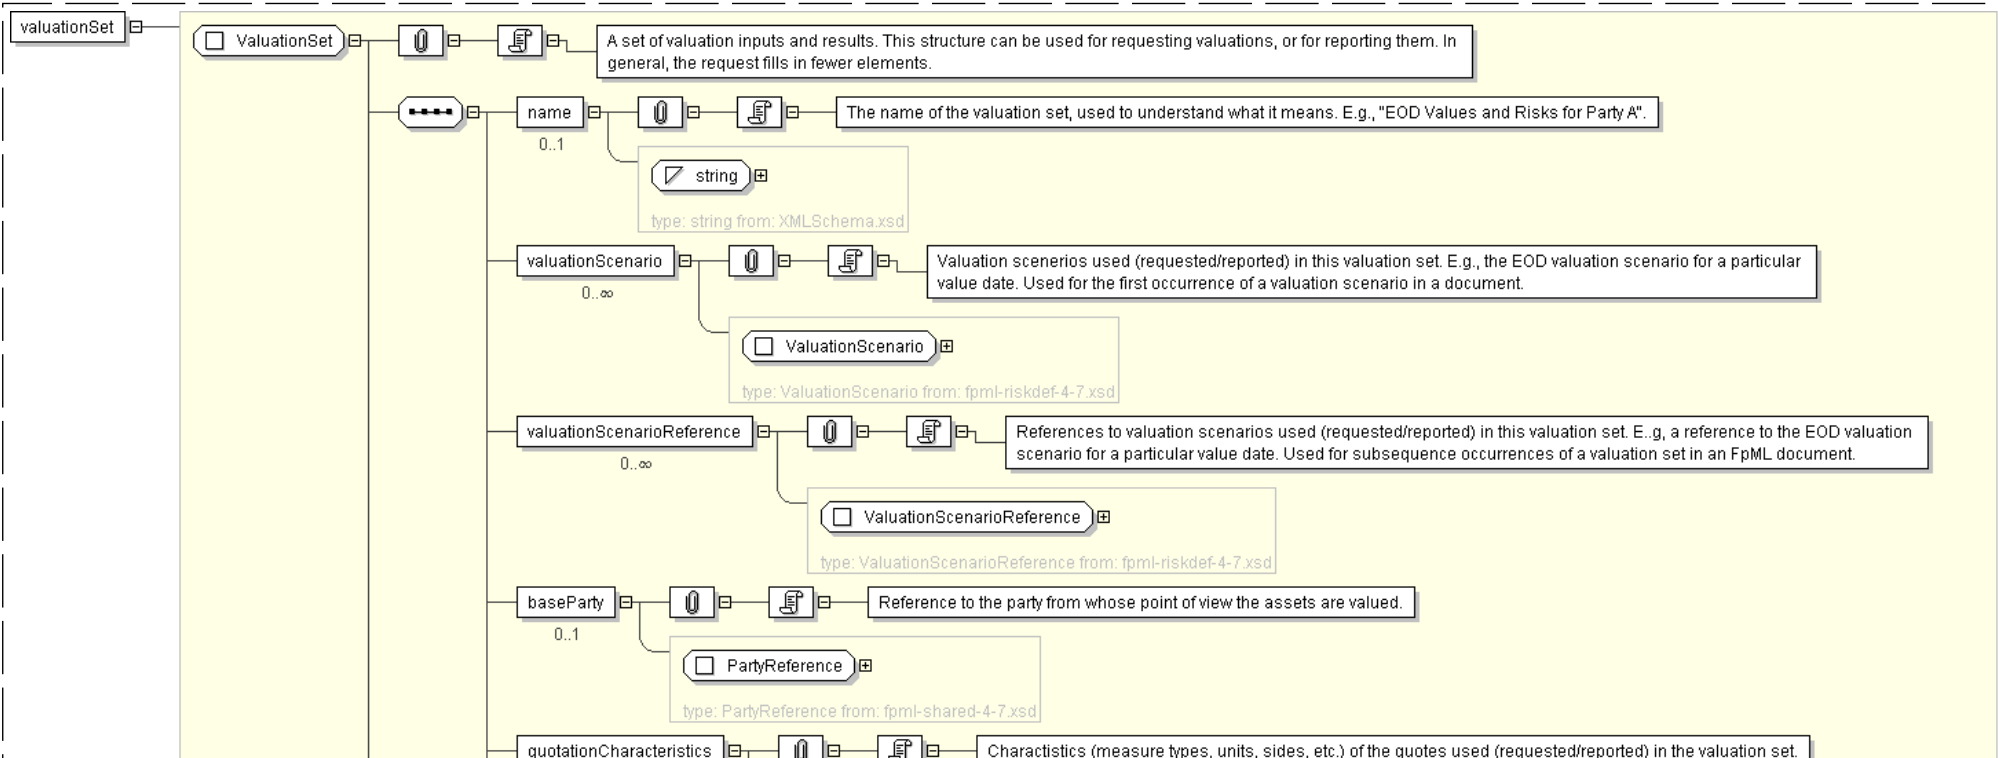 valuationSet
ValuationSet
A set of valuation inputs and results. This structure can be used for requesting valuations, or for reporting them. In
general, the request fills in fewer elements.
name
The name of the valuation set, used to understand what it means. E.g., "EOD Values and Risks for Party A".
0..1
string
type: string from: XMLSchema.xsd
valuationScenario
Valuation scenerios used (requested/reported) in this valuation set. E.g., the EOD valuation scenario for a particular
value date. Used for the first occurrence of a valuation scenario in a document.
0..∞
ValuationScenario
type: ValuationScenario from: fpml-riskdef-4-7.xsd
valuationScenarioReference
References to valuation scenarios used (requested/reported) in this valuation set. E..g, a reference to the EOD valuation
scenario for a particular value date. Used for subsequence occurrences of a valuation set in an FpML document.
0..∞
ValuationScenarioReference
type: ValuationScenarioReference from: fpml-riskdef-4-7.xsd
baseParty
Reference to the party from whose point of view the assets are valued.
0..1
PartyReference
type: PartyReference from: fpml-shared-4-7.xsd
quotationCharacteristics
Charactistics (measure types, units, sides, etc.) of the quotes used (requested/reported) in the valuation set.